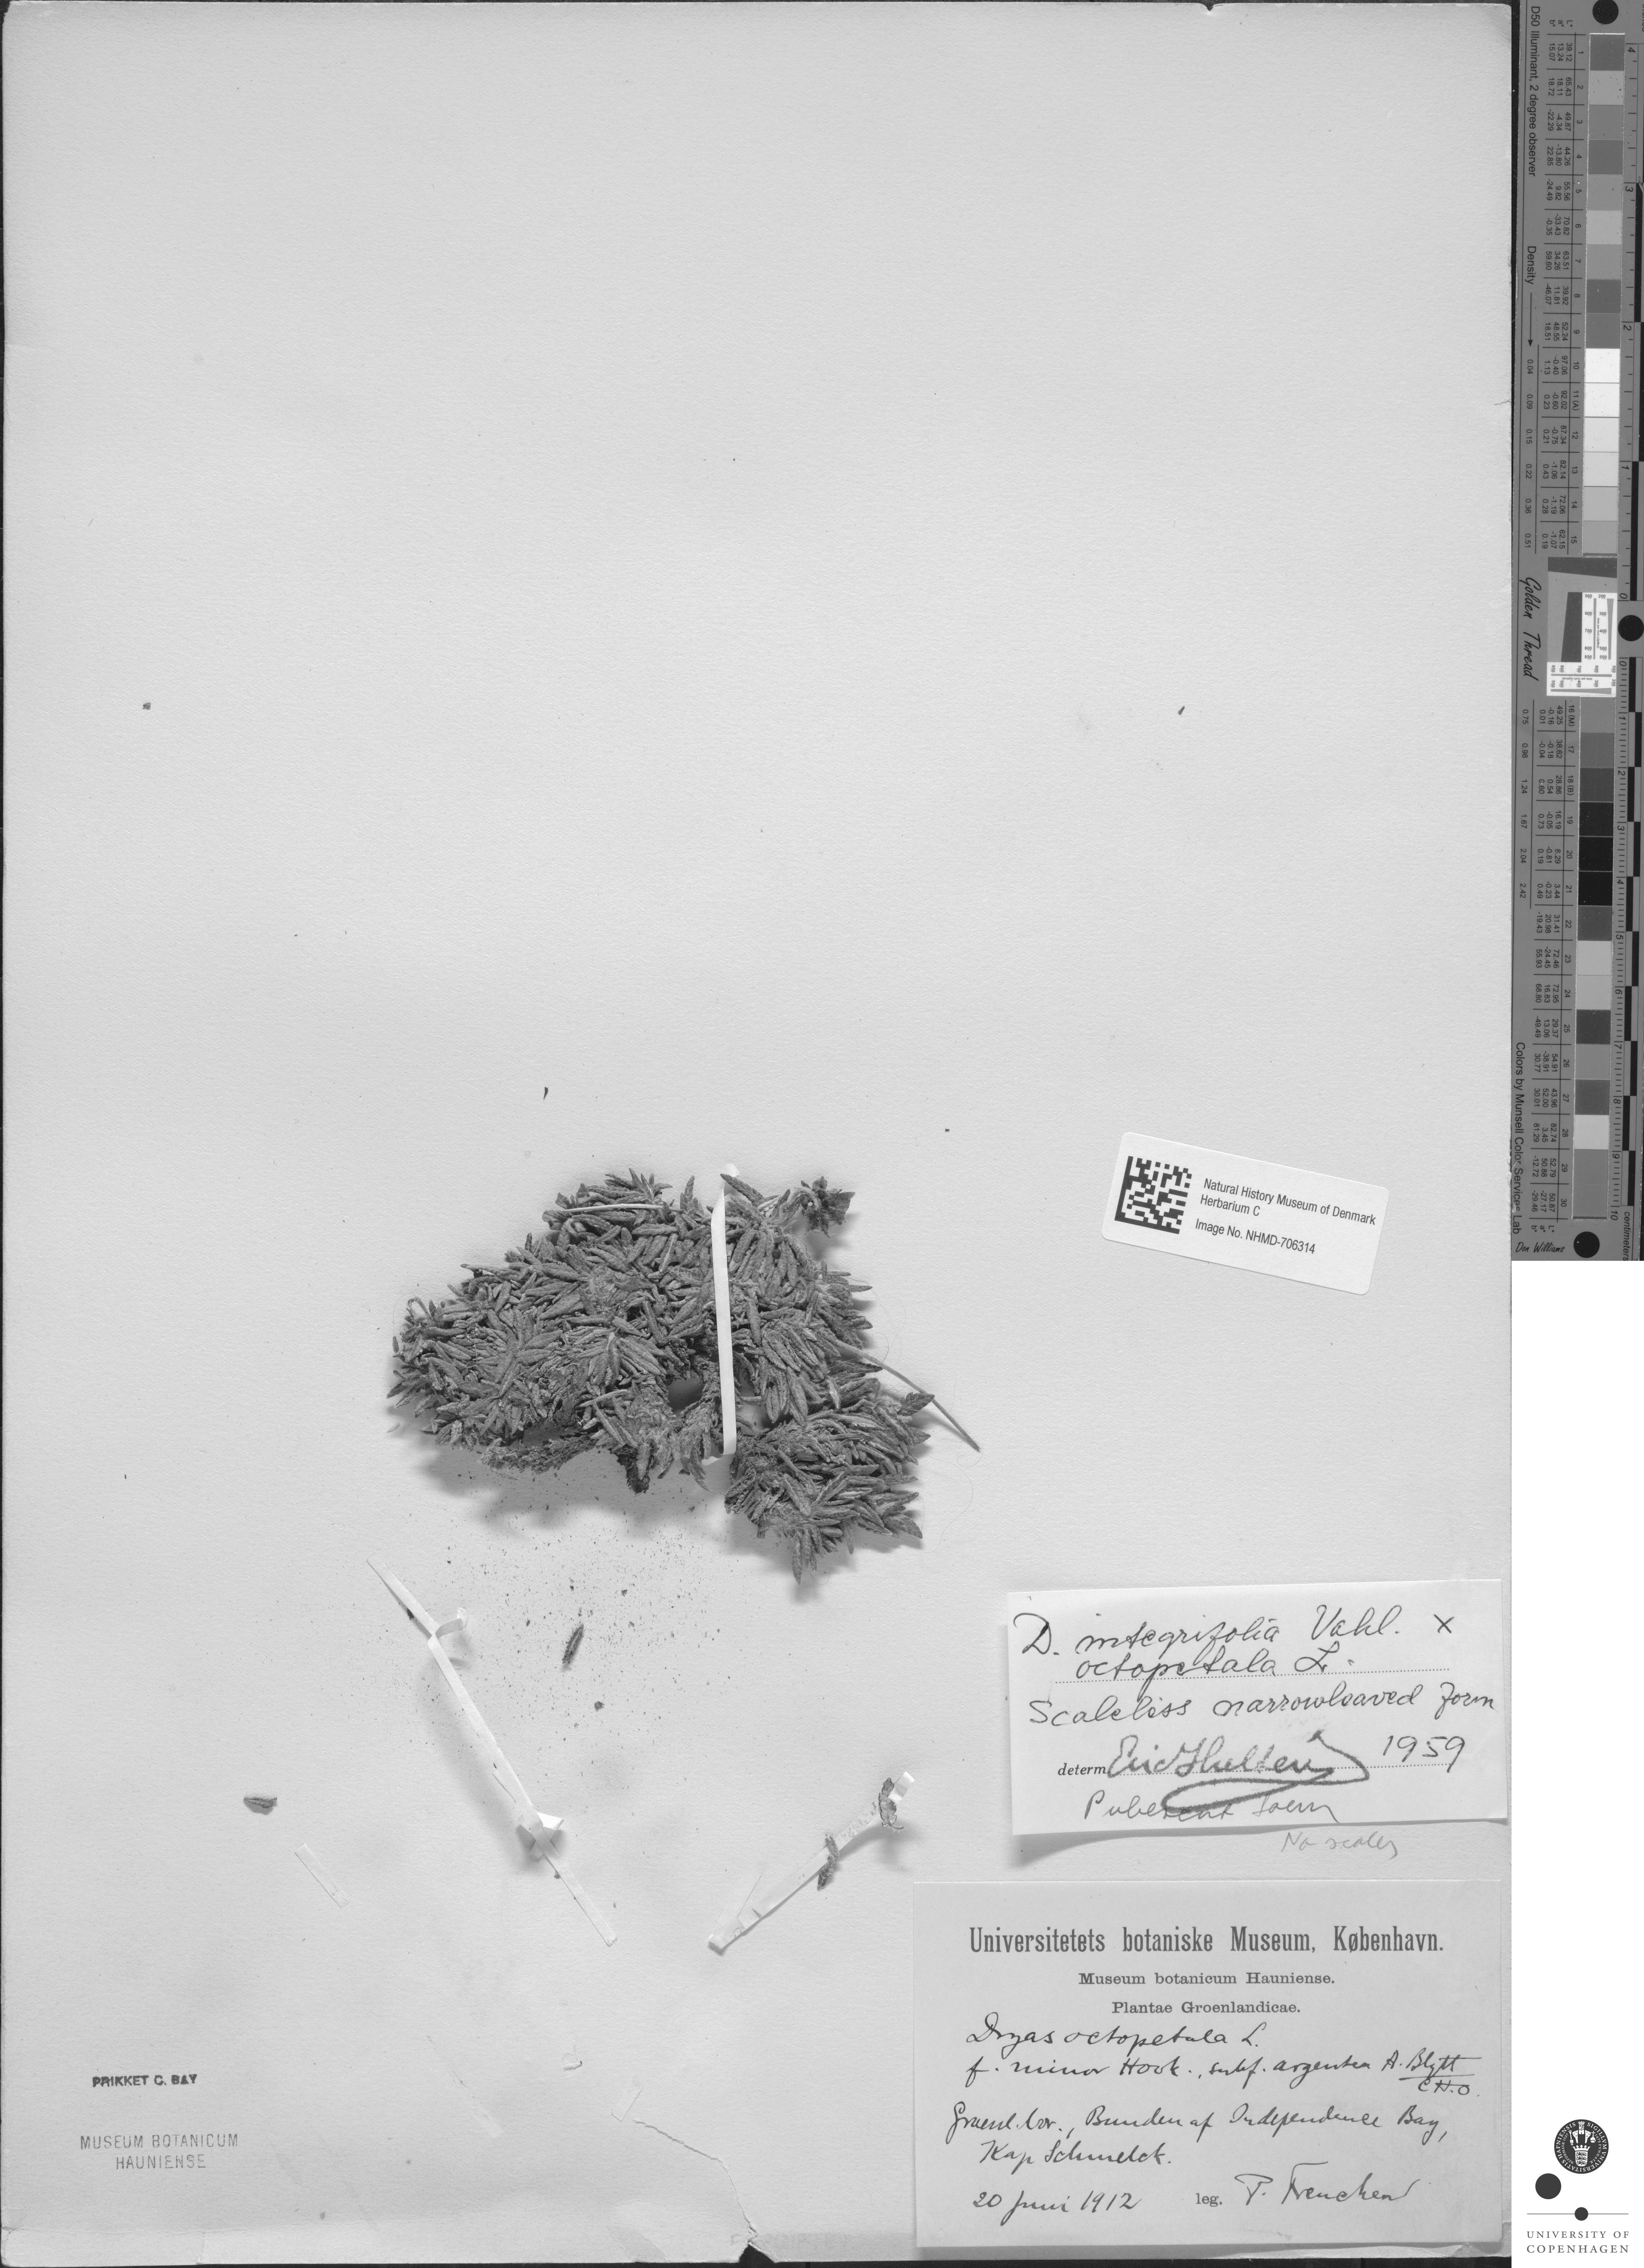 Natural History Museum of Denmark
Herbarium C
Image No. NHMD-706314
D. integrifolia Vahl. ×
octopetala L.
Scaleless narrowleaved form
determ. Eric Hultén 1959
Pubescent form
No scales
Universitetets botaniske Museum, København.
Museum botanicum Hauniense.
Plantae Groenlandicae.
Dryas octopetala L.
f. minor Hook., subf. argentea A. Blytt
C.H.O.
Groenl. bor., Bunden af Independence Bay,
Kap Schmelck.
20 Juni 1912 leg. P. Freuchen
PRIKKET C. BAY
MUSEUM BOTANICUM
HAUNIENSE
D50 Illuminant, 2 degree observer
Density
Golden Thread
Colors by Munsell Color Services Lab
Don Williams
centimeters
UNIVERSITY OF
COPENHAGEN